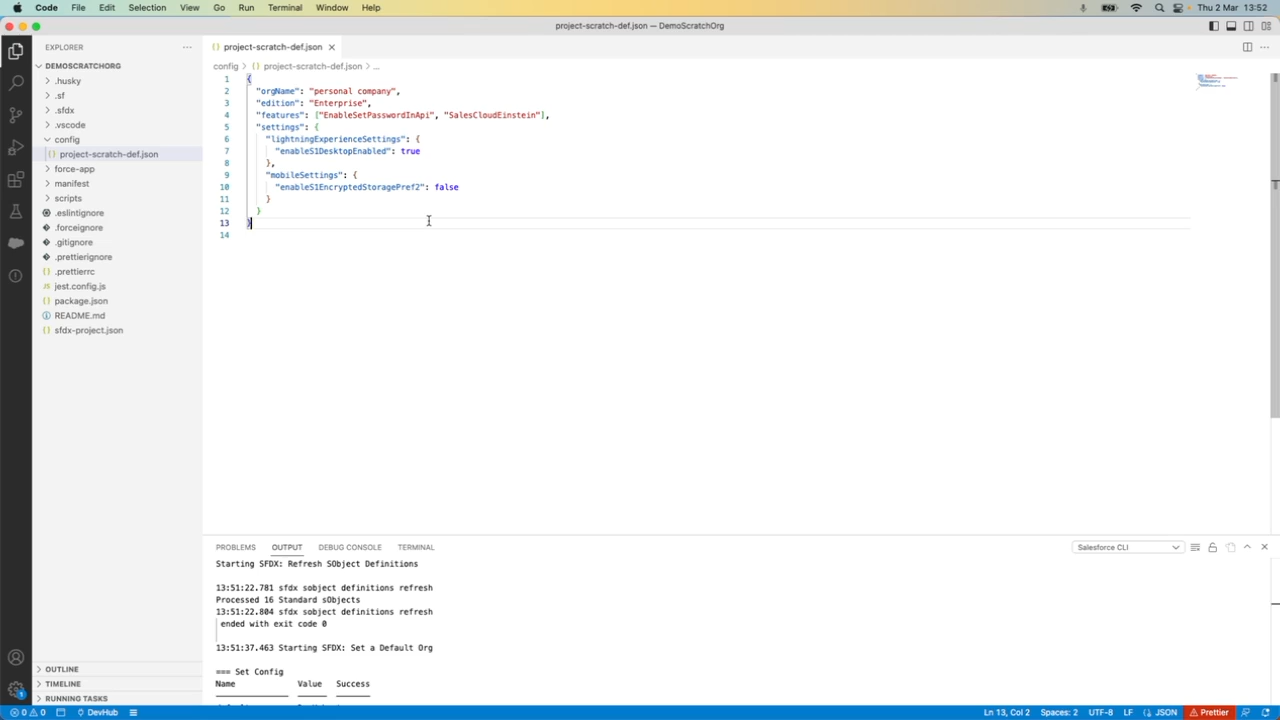 Code File Edit Selection View Go Run Terminal Window Help Thu 2 Mar 13:52
project-scratch-def.json — DemoScratchOrg
EXPLORER
project-scratch-def.json
DEMOSCRATCHORG
config > {} project-scratch-def.json > ...
.husky
.sf
.sfdx
.vscode
config
project-scratch-def.json
force-app
manifest
scripts
.eslintignore
.forceignore
.gitignore
.prettierignore
.prettierrc
jest.config.js
package.json
README.md
sfdx-project.json
1 {
2 "orgName": "personal company",
3 "edition": "Enterprise",
4 "features": ["EnableSetPasswordInApi", "SalesCloudEinstein"],
5 "settings": {
6 "lightningExperienceSettings": {
7 "enableS1DesktopEnabled": true
8 },
9 "mobileSettings": {
10 "enableS1EncryptedStoragePref2": false
11 }
12 }
13 }
14
PROBLEMS OUTPUT DEBUG CONSOLE TERMINAL Salesforce CLI
Starting SFDX: Refresh SObject Definitions
13:51:22.781 sfdx sobject definitions refresh
Processed 16 Standard sObjects
13:51:22.804 sfdx sobject definitions refresh
ended with exit code 0
13:51:37.463 Starting SFDX: Set a Default Org
=== Set Config
Name Value Success
OUTLINE
TIMELINE
RUNNING TASKS
0 0 DevHub Ln 13, Col 2 Spaces: 2 UTF-8 LF {} JSON Prettier